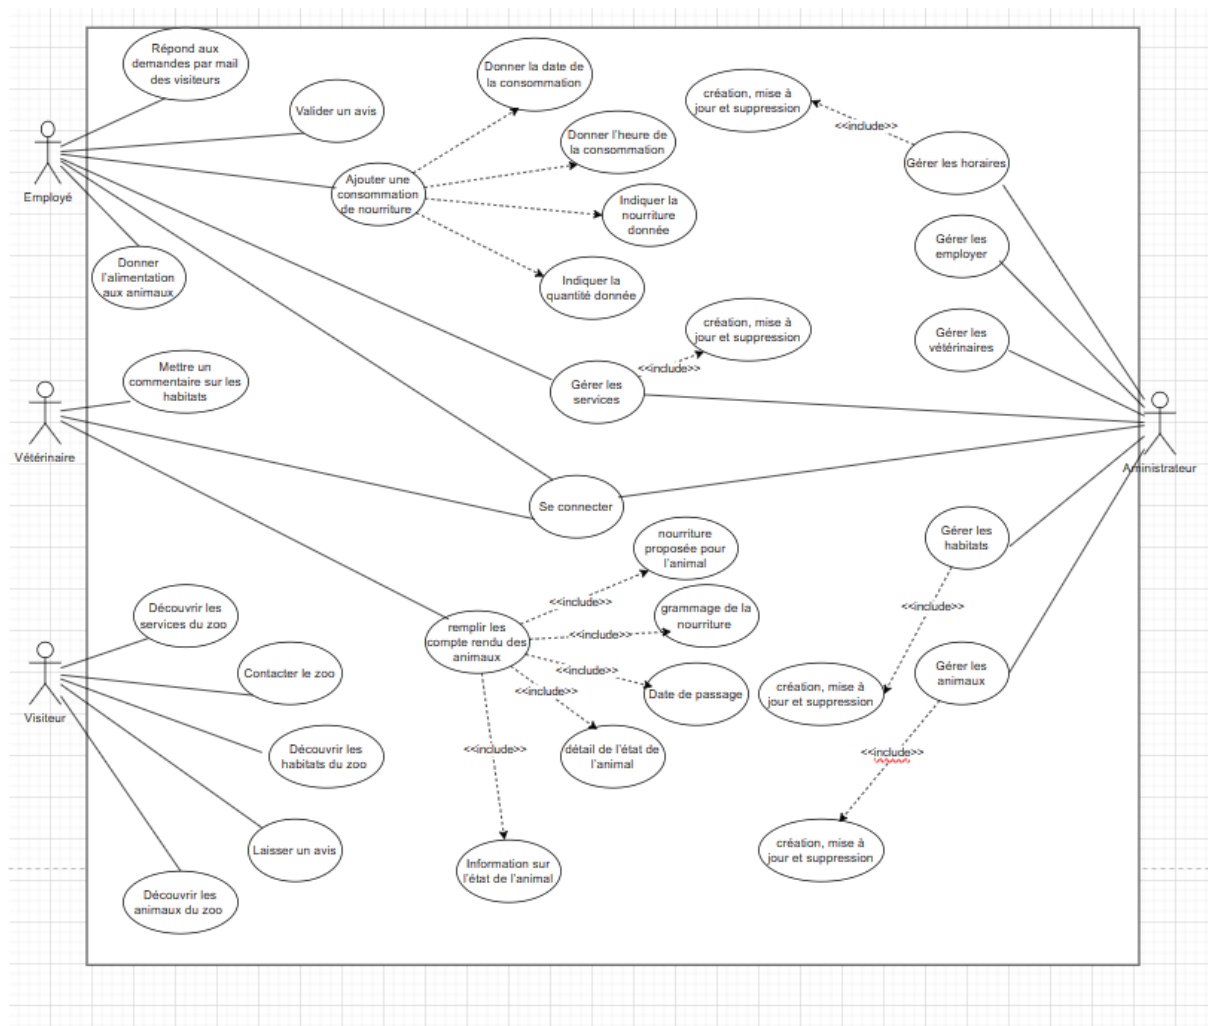 Répond aux
demandes par mail
des visiteurs
Valider un avis
Donner la date de
la consommation
création, mise à
jour et suppression
<<include>>
Donner l'heure de
la consommation
Gérer les horaires
Employé
Ajouter une
consommation
de nourriture
Indiquer la
nourriture
donnée
Gérer les
employer
Donner
l'alimentation
aux animaux
Indiquer la
quantité donnée
création, mise à
jour et suppression
Gérer les
vétérinaires
<<include>>
Mettre un
commentaire sur les
habitats
Gérer les
services
Vétérinaire
Aministrateur
Se connecter
nourriture
proposée pour
l'animal
Gérer les
habitats
<<include>>
<<include>>
Découvrir les
services du zoo
grammage de la
nourriture
remplir les
compte rendu des
animaux
<<include>>
Contacter le zoo
<<include>>
<<include>>
Date de passage
création, mise à
jour et suppression
Gérer les
animaux
Visiteur
Découvrir les
habitats du zoo
<<include>>
détail de l'état de
l'animal
<<include>>
Laisser un avis
Information sur
l'état de l'animal
création, mise à
jour et suppression
Découvrir les
animaux du zoo